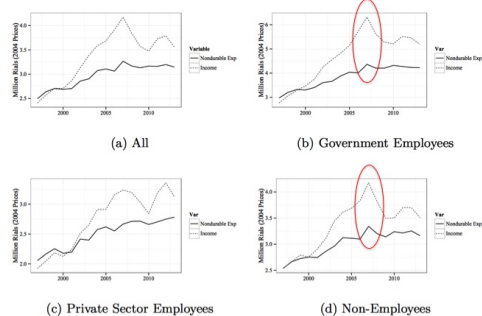 Million Rials (2004 Prices)
4.0
3.5
3.0
2.5
2000
2005
2010
Variable
Nondurable Exp
Income
(a) All
Million Rials (2004 Prices)
6
5
4
3
2000
2005
2010
Var
Nondurable Exp
Income
(b) Government Employees
Million Rials (2004 Prices)
3.0
2.5
2.0
2000
2005
2010
Var
Nondurable Exp
Income
(c) Private Sector Employees
Million Rials (2004 Prices)
4.0
3.5
3.0
2.5
2000
2005
2010
Var
Nondurable Exp
Income
(d) Non-Employees